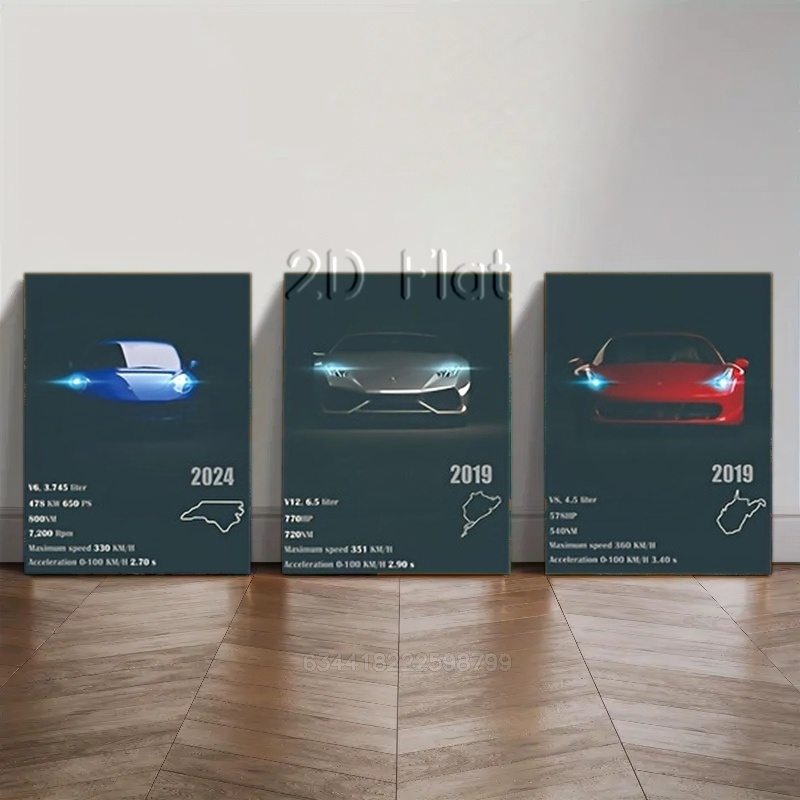 2D Flat
2024
V6, 3.745 liter
478 KW 650 PS
800NM
7,200 Rpm
Maximum speed 330 KM/H
Acceleration 0-100 KM/H 2.70 s
2019
V12, 6.5 liter
770HP
720NM
Maximum speed 351 KM/H
Acceleration 0-100 KM/H 2.90 s
2019
V8, 4.5 liter
578HP
540NM
Maximum speed 360 KM/H
Acceleration 0-100 KM/H 3.40 s
634418222598799